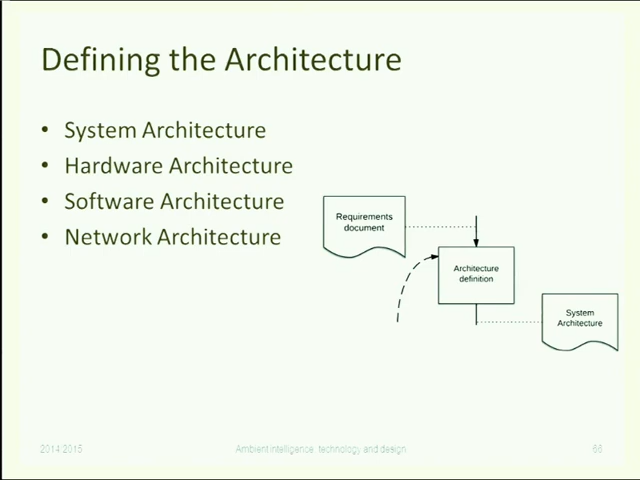 Defining the Architecture
• System Architecture
• Hardware Architecture
• Software Architecture
• Network Architecture
Requirements
document
Architecture
definition
System
Architecture
2014/2015
Ambient intelligence: technology and design
66